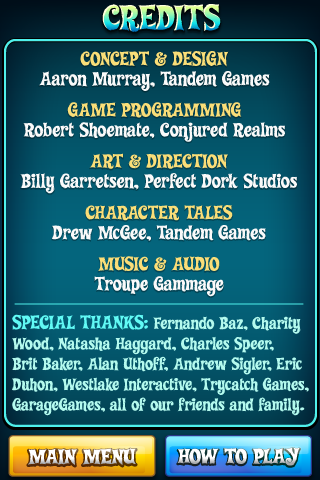 CREDITS
CONCEPT & DESIGN
Aaron Murray, Tandem Games
GAME PROGRAMMING
Robert Shoemate, Conjured Realms
ART & DIRECTION
Billy Garretsen, Perfect Dork Studios
CHARACTER TALES
Drew McGee, Tandem Games
MUSIC & AUDIO
Troupe Gammage
SPECIAL THANKS: Fernando Baz, Charity
Wood, Natasha Haggard, Charles Speer,
Brit Baker, Alan Uthoff, Andrew Sigler, Eric
Duhon, Westlake Interactive, Trycatch Games,
GarageGames, all of our friends and family.
MAIN MENU
HOW TO PLAY